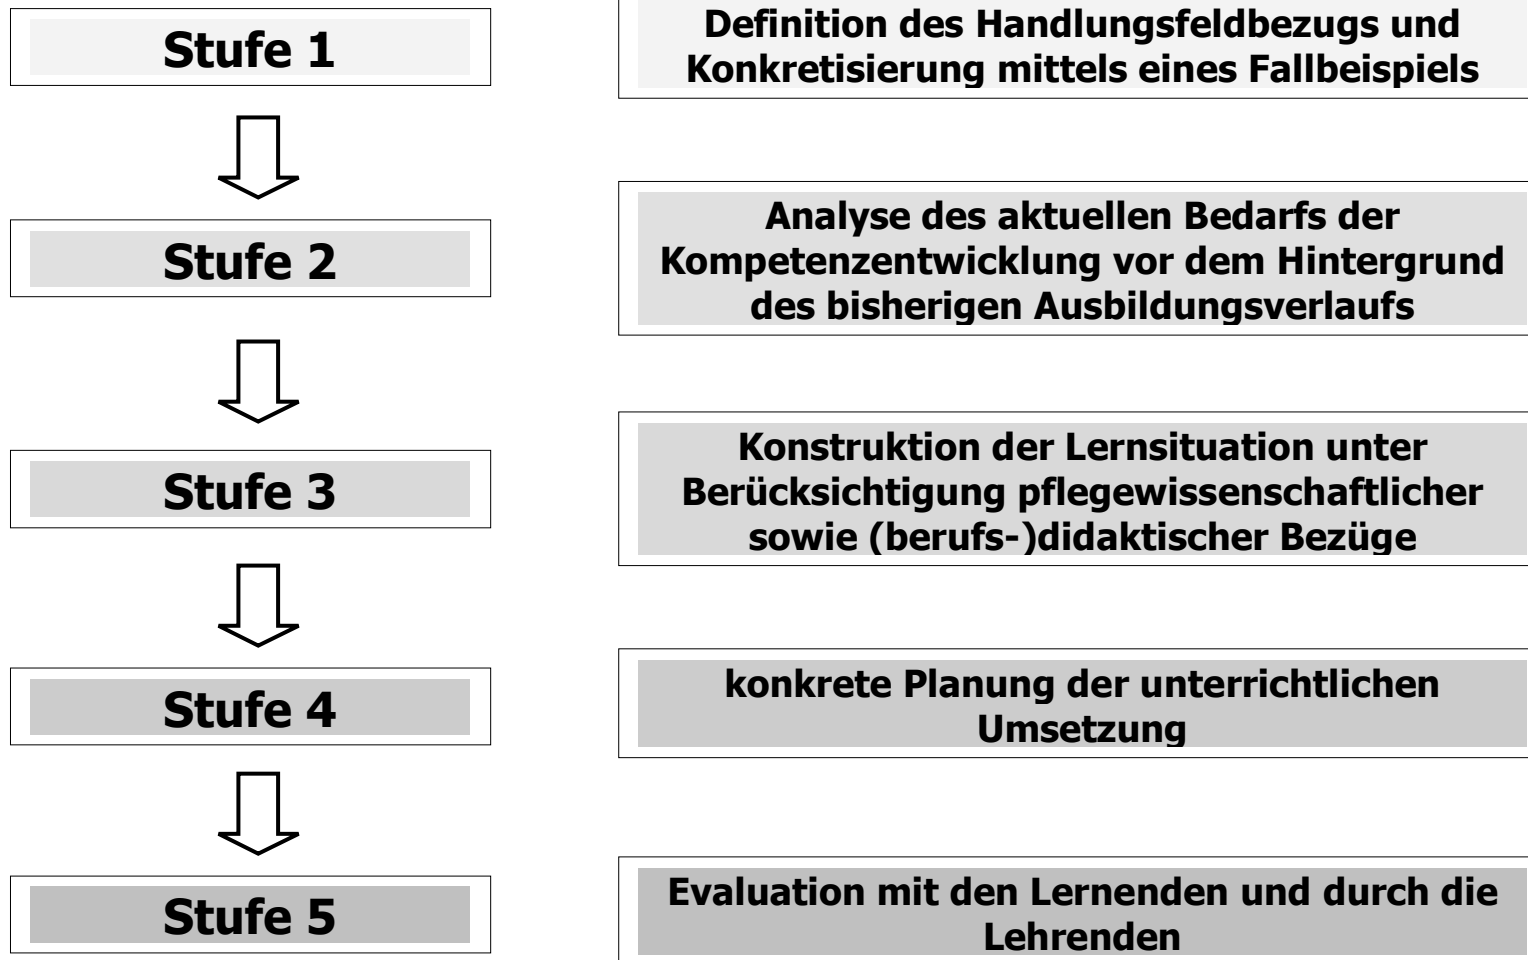 Stufe 1
Definition des Handlungsfeldbezugs und
Konkretisierung mittels eines Fallbeispiels
Stufe 2
Analyse des aktuellen Bedarfs der
Kompetenzentwicklung vor dem Hintergrund
des bisherigen Ausbildungsverlaufs
Stufe 3
Konstruktion der Lernsituation unter
Berücksichtigung pflegewissenschaftlicher
sowie (berufs-)didaktischer Bezüge
Stufe 4
konkrete Planung der unterrichtlichen
Umsetzung
Stufe 5
Evaluation mit den Lernenden und durch die
Lehrenden